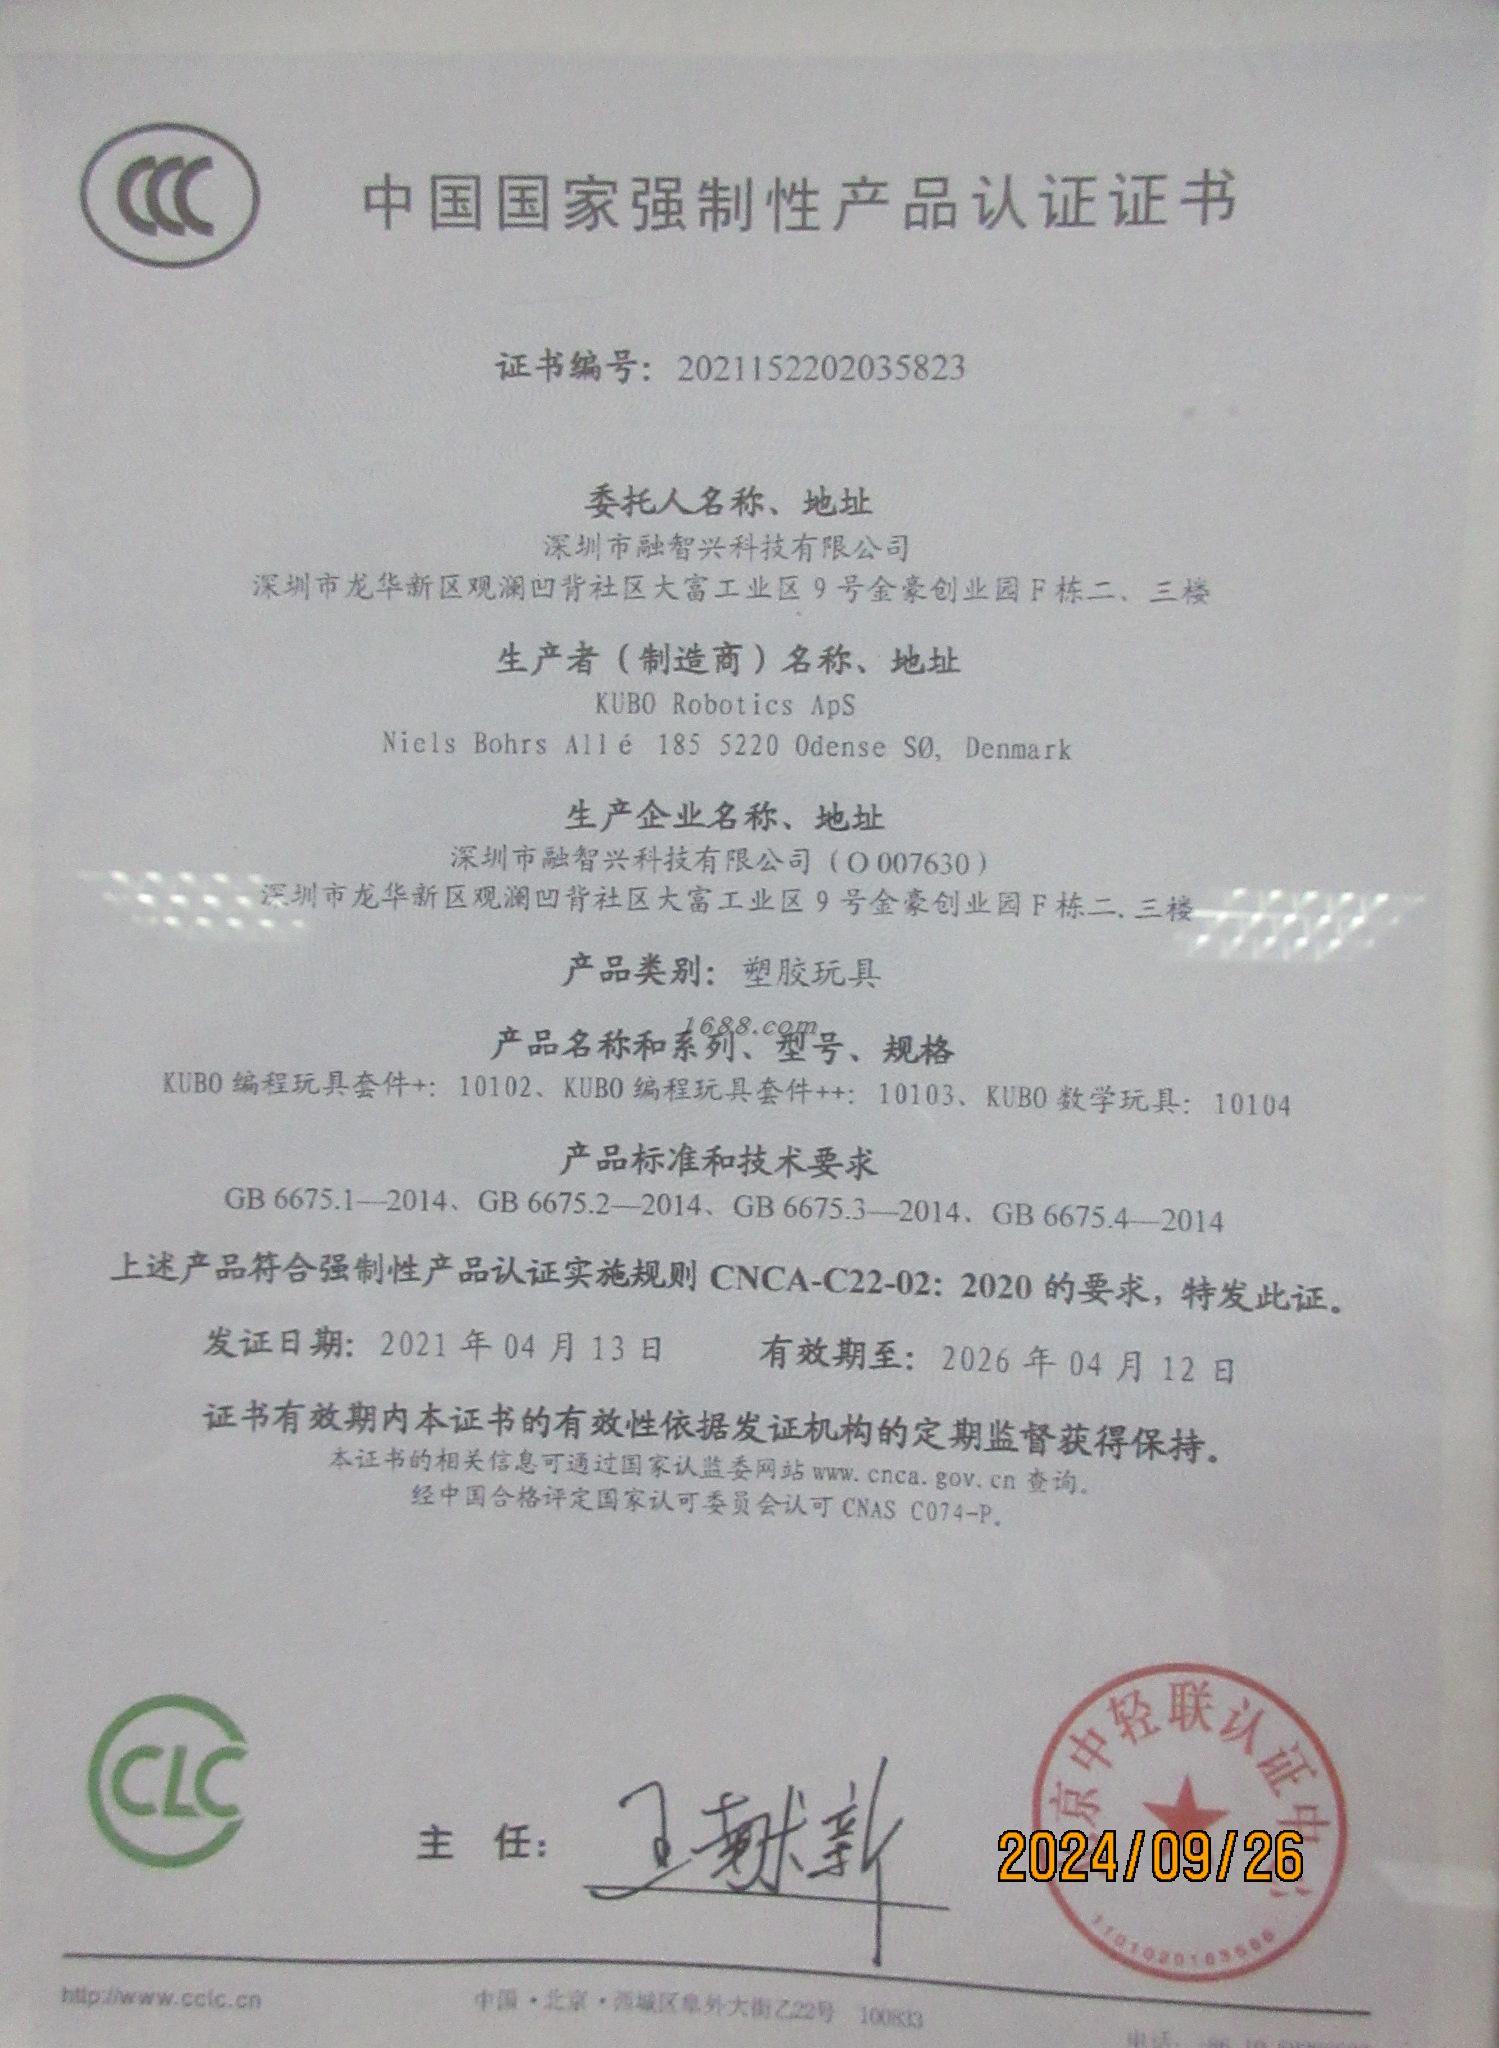 CCC
中国国家强制性产品认证证书
证书编号：2021152202035823
委托人名称、地址
深圳市融智兴科技有限公司
深圳市龙华新区观澜凹背社区大富工业区9号金豪创业园F栋二、三楼
生产者（制造商）名称、地址
KUBO Robotics ApS
Niels Bohrs Allé 185 5220 Odense SØ, Denmark
生产企业名称、地址
深圳市融智兴科技有限公司（O 007630）
深圳市龙华新区观澜凹背社区大富工业区9号金豪创业园F栋二.三楼
产品类别：塑胶玩具
1688.com
产品名称和系列、型号、规格
KUBO 编程玩具套件+：10102、KUBO 编程玩具套件++：10103、KUBO 数学玩具：10104
产品标准和技术要求
GB 6675.1—2014、GB 6675.2—2014、GB 6675.3—2014、GB 6675.4—2014
上述产品符合强制性产品认证实施规则 CNCA-C22-02：2020 的要求，特发此证。
发证日期：2021 年 04 月 13 日 有效期至：2026 年 04 月 12 日
证书有效期内本证书的有效性依据发证机构的定期监督获得保持。
本证书的相关信息可通过国家认监委网站 www.cnca.gov.cn 查询。
经中国合格评定国家认可委员会认可 CNAS C074-P。
CLC
主 任：
王献新
京中轻联认证中
2024/09/26
http://www.cclc.cn
中国·北京·西城区阜外大街乙22号 100833
电话：